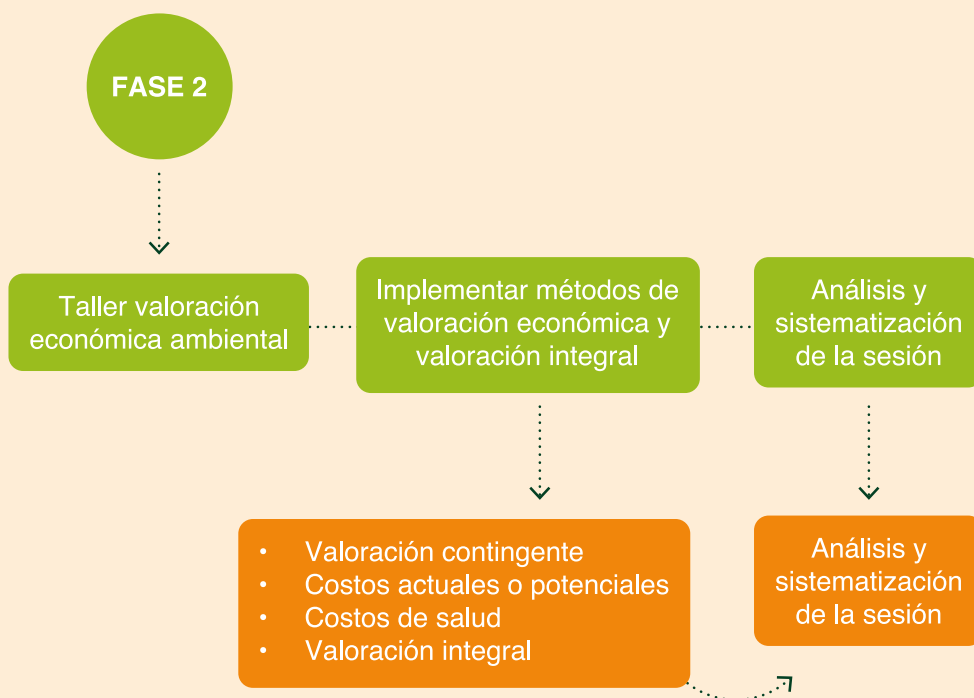 FASE 2
Taller valoración
económica ambiental
Implementar métodos de
valoración económica y
valoración integral
Análisis y
sistematización
de la sesión
• Valoración contingente
• Costos actuales o potenciales
• Costos de salud
• Valoración integral
Análisis y
sistematización
de la sesión